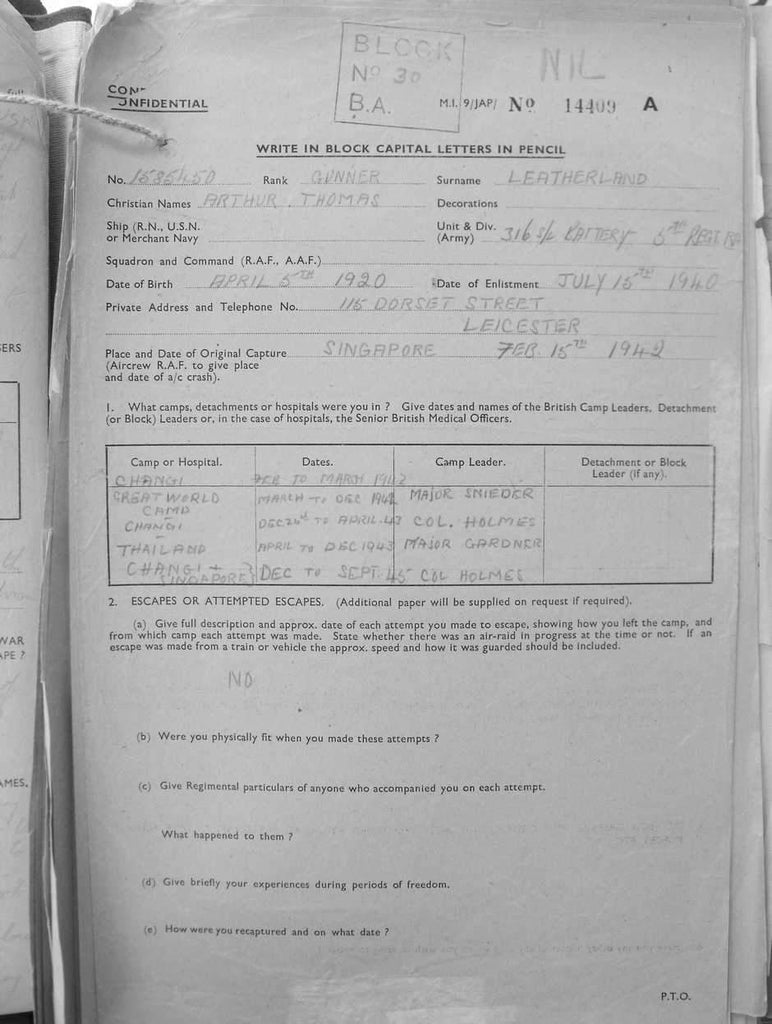 BLOCK
No 30
B.A.
NIL
CON-
ONFIDENTIAL
M.I. 9/JAP/ No 14409 A
WRITE IN BLOCK CAPITAL LETTERS IN PENCIL
No. 1535450 Rank GUNNER Surname LEATHERLAND
Christian Names ARTHUR. THOMAS Decorations
Ship (R.N., U.S.N.
or Merchant Navy
Unit & Div.
(Army) 316 S/L BATTERY 5TH REGT RA
Squadron and Command (R.A.F., A.A.F.)
Date of Birth APRIL 5TH 1920 Date of Enlistment JULY 15TH 1940
Private Address and Telephone No. 115 DORSET STREET
LEICESTER
Place and Date of Original Capture SINGAPORE FEB. 15TH 1942
(Aircrew R.A.F. to give place
and date of a/c crash).
1. What camps, detachments or hospitals were you in ? Give dates and names of the British Camp Leaders, Detachment
(or Block) Leaders or, in the case of hospitals, the Senior British Medical Officers.
Camp or Hospital. Dates. Camp Leader. Detachment or Block
Leader (if any).
CHANGI FEB TO MARCH 1942
GREAT WORLD MARCH TO DEC 1942 MAJOR SNIEDER
CAMP
CHANGI DEC 24th TO APRIL 43 COL. HOLMES
THAILAND APRIL TO DEC 1943 MAJOR GARDNER
CHANGI +
SINGAPORE} DEC TO SEPT 45 COL HOLMES
2. ESCAPES OR ATTEMPTED ESCAPES. (Additional paper will be supplied on request if required).
(a) Give full description and approx. date of each attempt you made to escape, showing how you left the camp, and
from which camp each attempt was made. State whether there was an air-raid in progress at the time or not. If an
escape was made from a train or vehicle the approx. speed and how it was guarded should be included.
NO
(b) Were you physically fit when you made these attempts ?
(c) Give Regimental particulars of anyone who accompanied you on each attempt.
What happened to them ?
(d) Give briefly your experiences during periods of freedom.
(e) How were you recaptured and on what date ?
P.T.O.